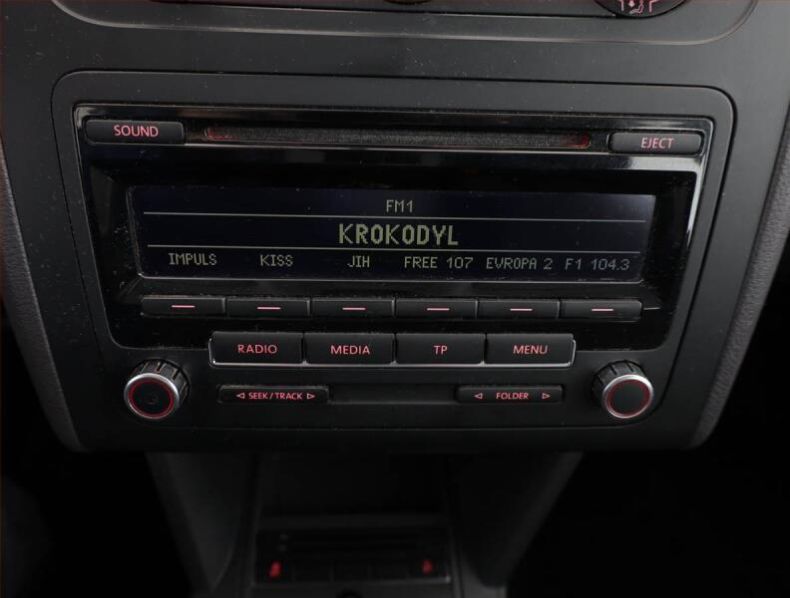 SOUND
EJECT
FM1
KROKODYL
IMPULS KISS JIH FREE 107 EVROPA 2 F1 104.3
RADIO MEDIA TP MENU
◁ SEEK/TRACK ▷ ◁ FOLDER ▷